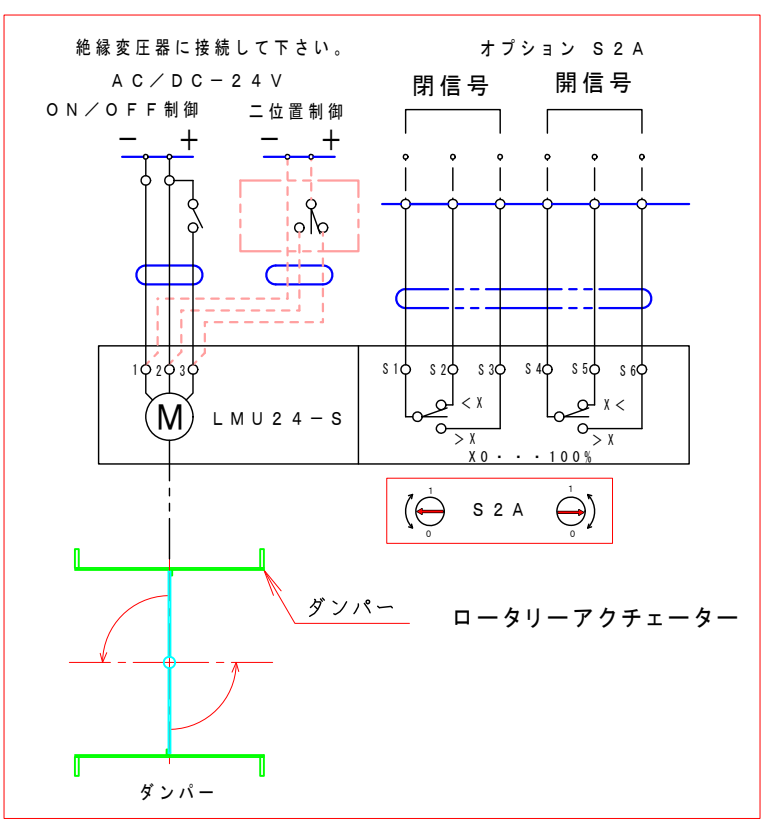 絶縁変圧器に接続して下さい。
オプション S2A
AC/DC-24V
閉信号
開信号
ON/OFF制御
二位置制御
- +
- +
1 2 3
S1 S2 S3 S4 S5 S6
M
LMU24-S
<X
X<
>X
>X
X0···100%
1
0
S2A
1
0
ダンパー
ロータリーアクチェーター
ダンパー